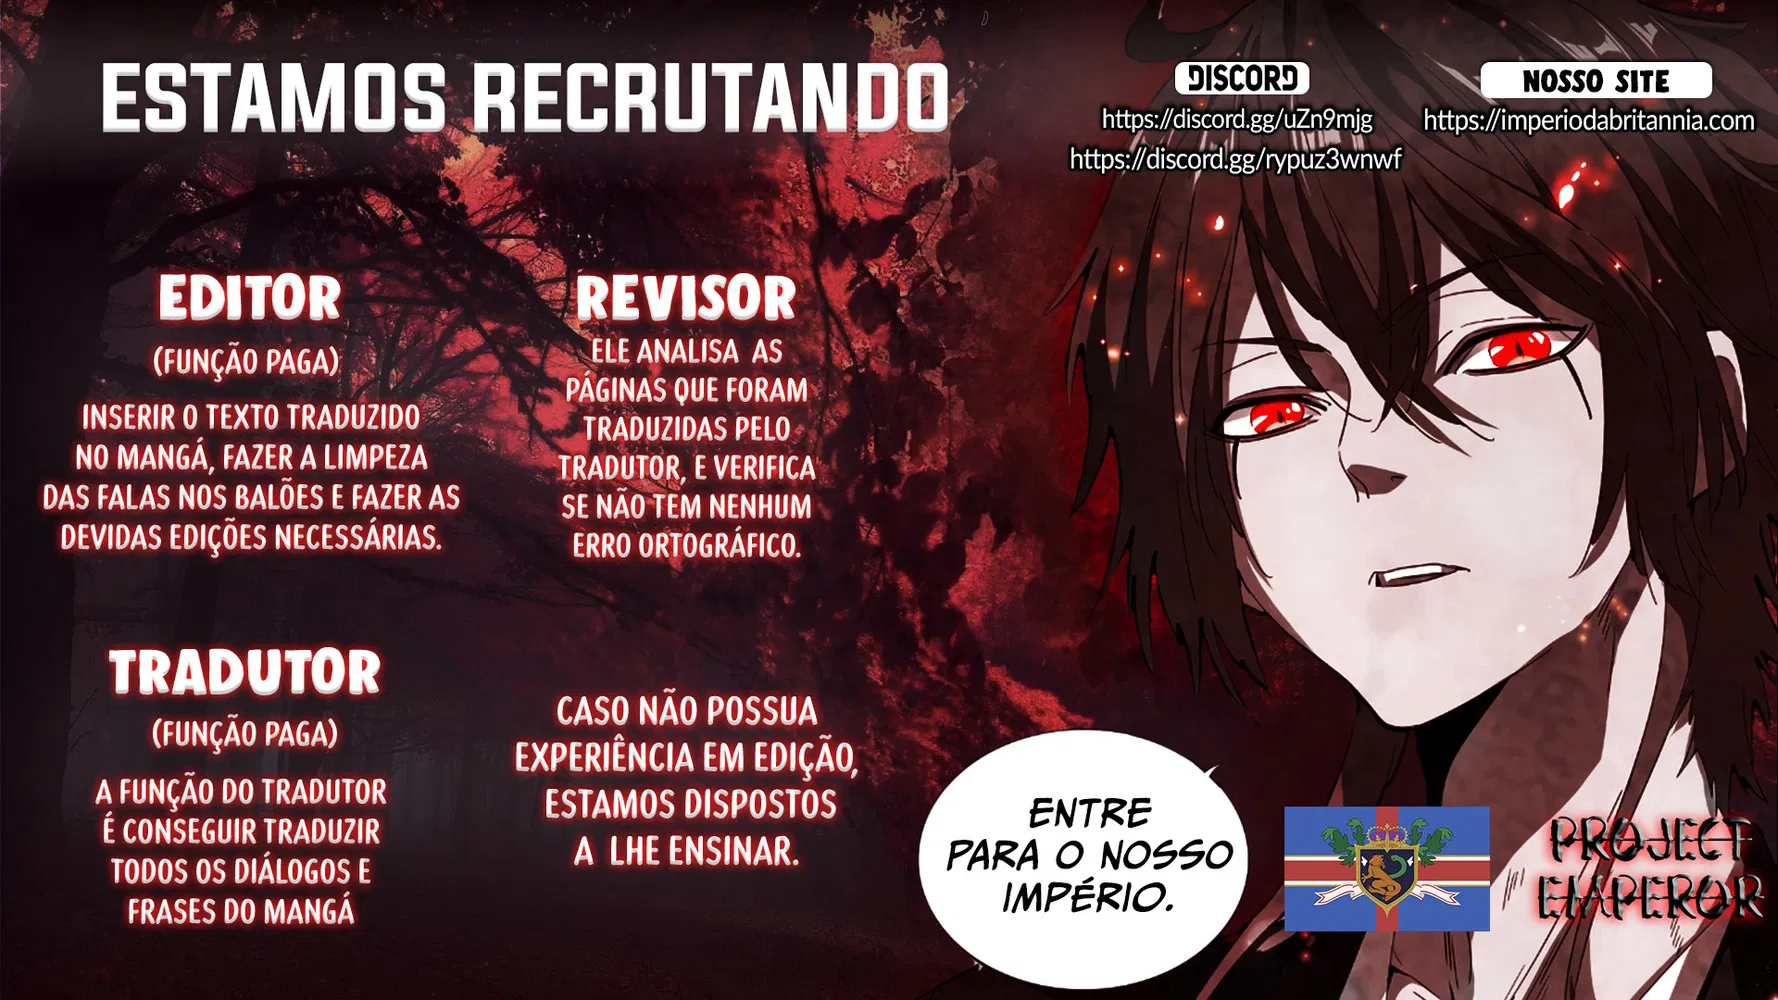 ESTAMOS RECRUTANDO
DISCORD
https://discord.gg/uZn9mjg
https://discord.gg/rypuz3wnwf
NOSSO SITE
https://imperiodabritannia.com
EDITOR
(FUNÇÃO PAGA)
INSERIR O TEXTO TRADUZIDO
NO MANGÁ, FAZER A LIMPEZA
DAS FALAS NOS BALÕES E FAZER AS
DEVIDAS EDIÇÕES NECESSÁRIAS.
REVISOR
ELE ANALISA AS
PÁGINAS QUE FORAM
TRADUZIDAS PELO
TRADUTOR, E VERIFICA
SE NÃO TEM NENHUM
ERRO ORTOGRÁFICO.
TRADUTOR
(FUNÇÃO PAGA)
A FUNÇÃO DO TRADUTOR
É CONSEGUIR TRADUZIR
TODOS OS DIÁLOGOS E
FRASES DO MANGÁ
CASO NÃO POSSUA
EXPERIÊNCIA EM EDIÇÃO,
ESTAMOS DISPOSTOS
A LHE ENSINAR.
ENTRE
PARA O NOSSO
IMPÉRIO.
PROJECT
EMPEROR